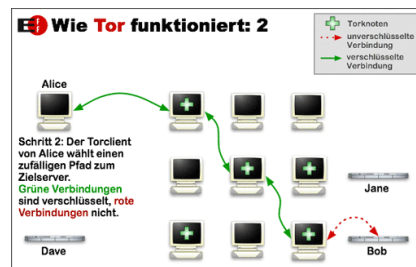 EFF Wie Tor funktioniert: 2
Torknoten
unverschlüsselte
Verbindung
verschlüsselte
Verbindung
Alice
Schritt 2: Der Torclient
von Alice wählt einen
zufälligen Pfad zum
Zielserver.
Grüne Verbindungen
sind verschlüsselt, rote
Verbindungen nicht.
Jane
Dave
Bob